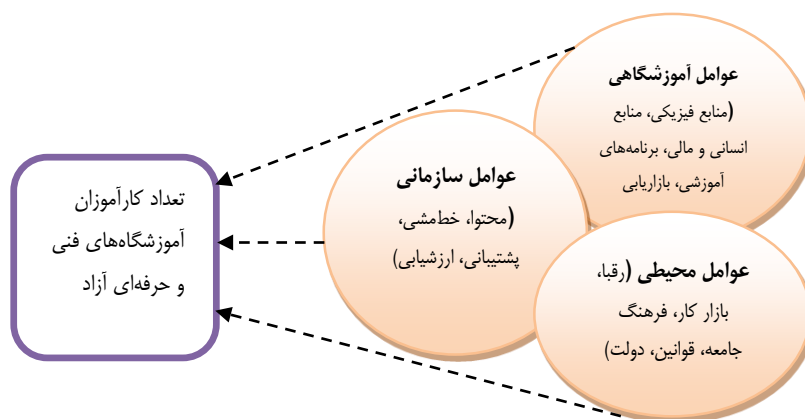 عوامل آموزشگاهی
(منابع فیزیکی، منابع
انسانی و مالی، برنامه‌های
آموزشی، بازاریابی
عوامل سازمانی
(محتوا، خط‌مشی،
پشتیبانی، ارزشیابی)
عوامل محیطی (رقبا،
بازار کار، فرهنگ
جامعه، قوانین، دولت)
تعداد کارآموزان
آموزشگاه‌های فنی
و حرفه‌ای آزاد